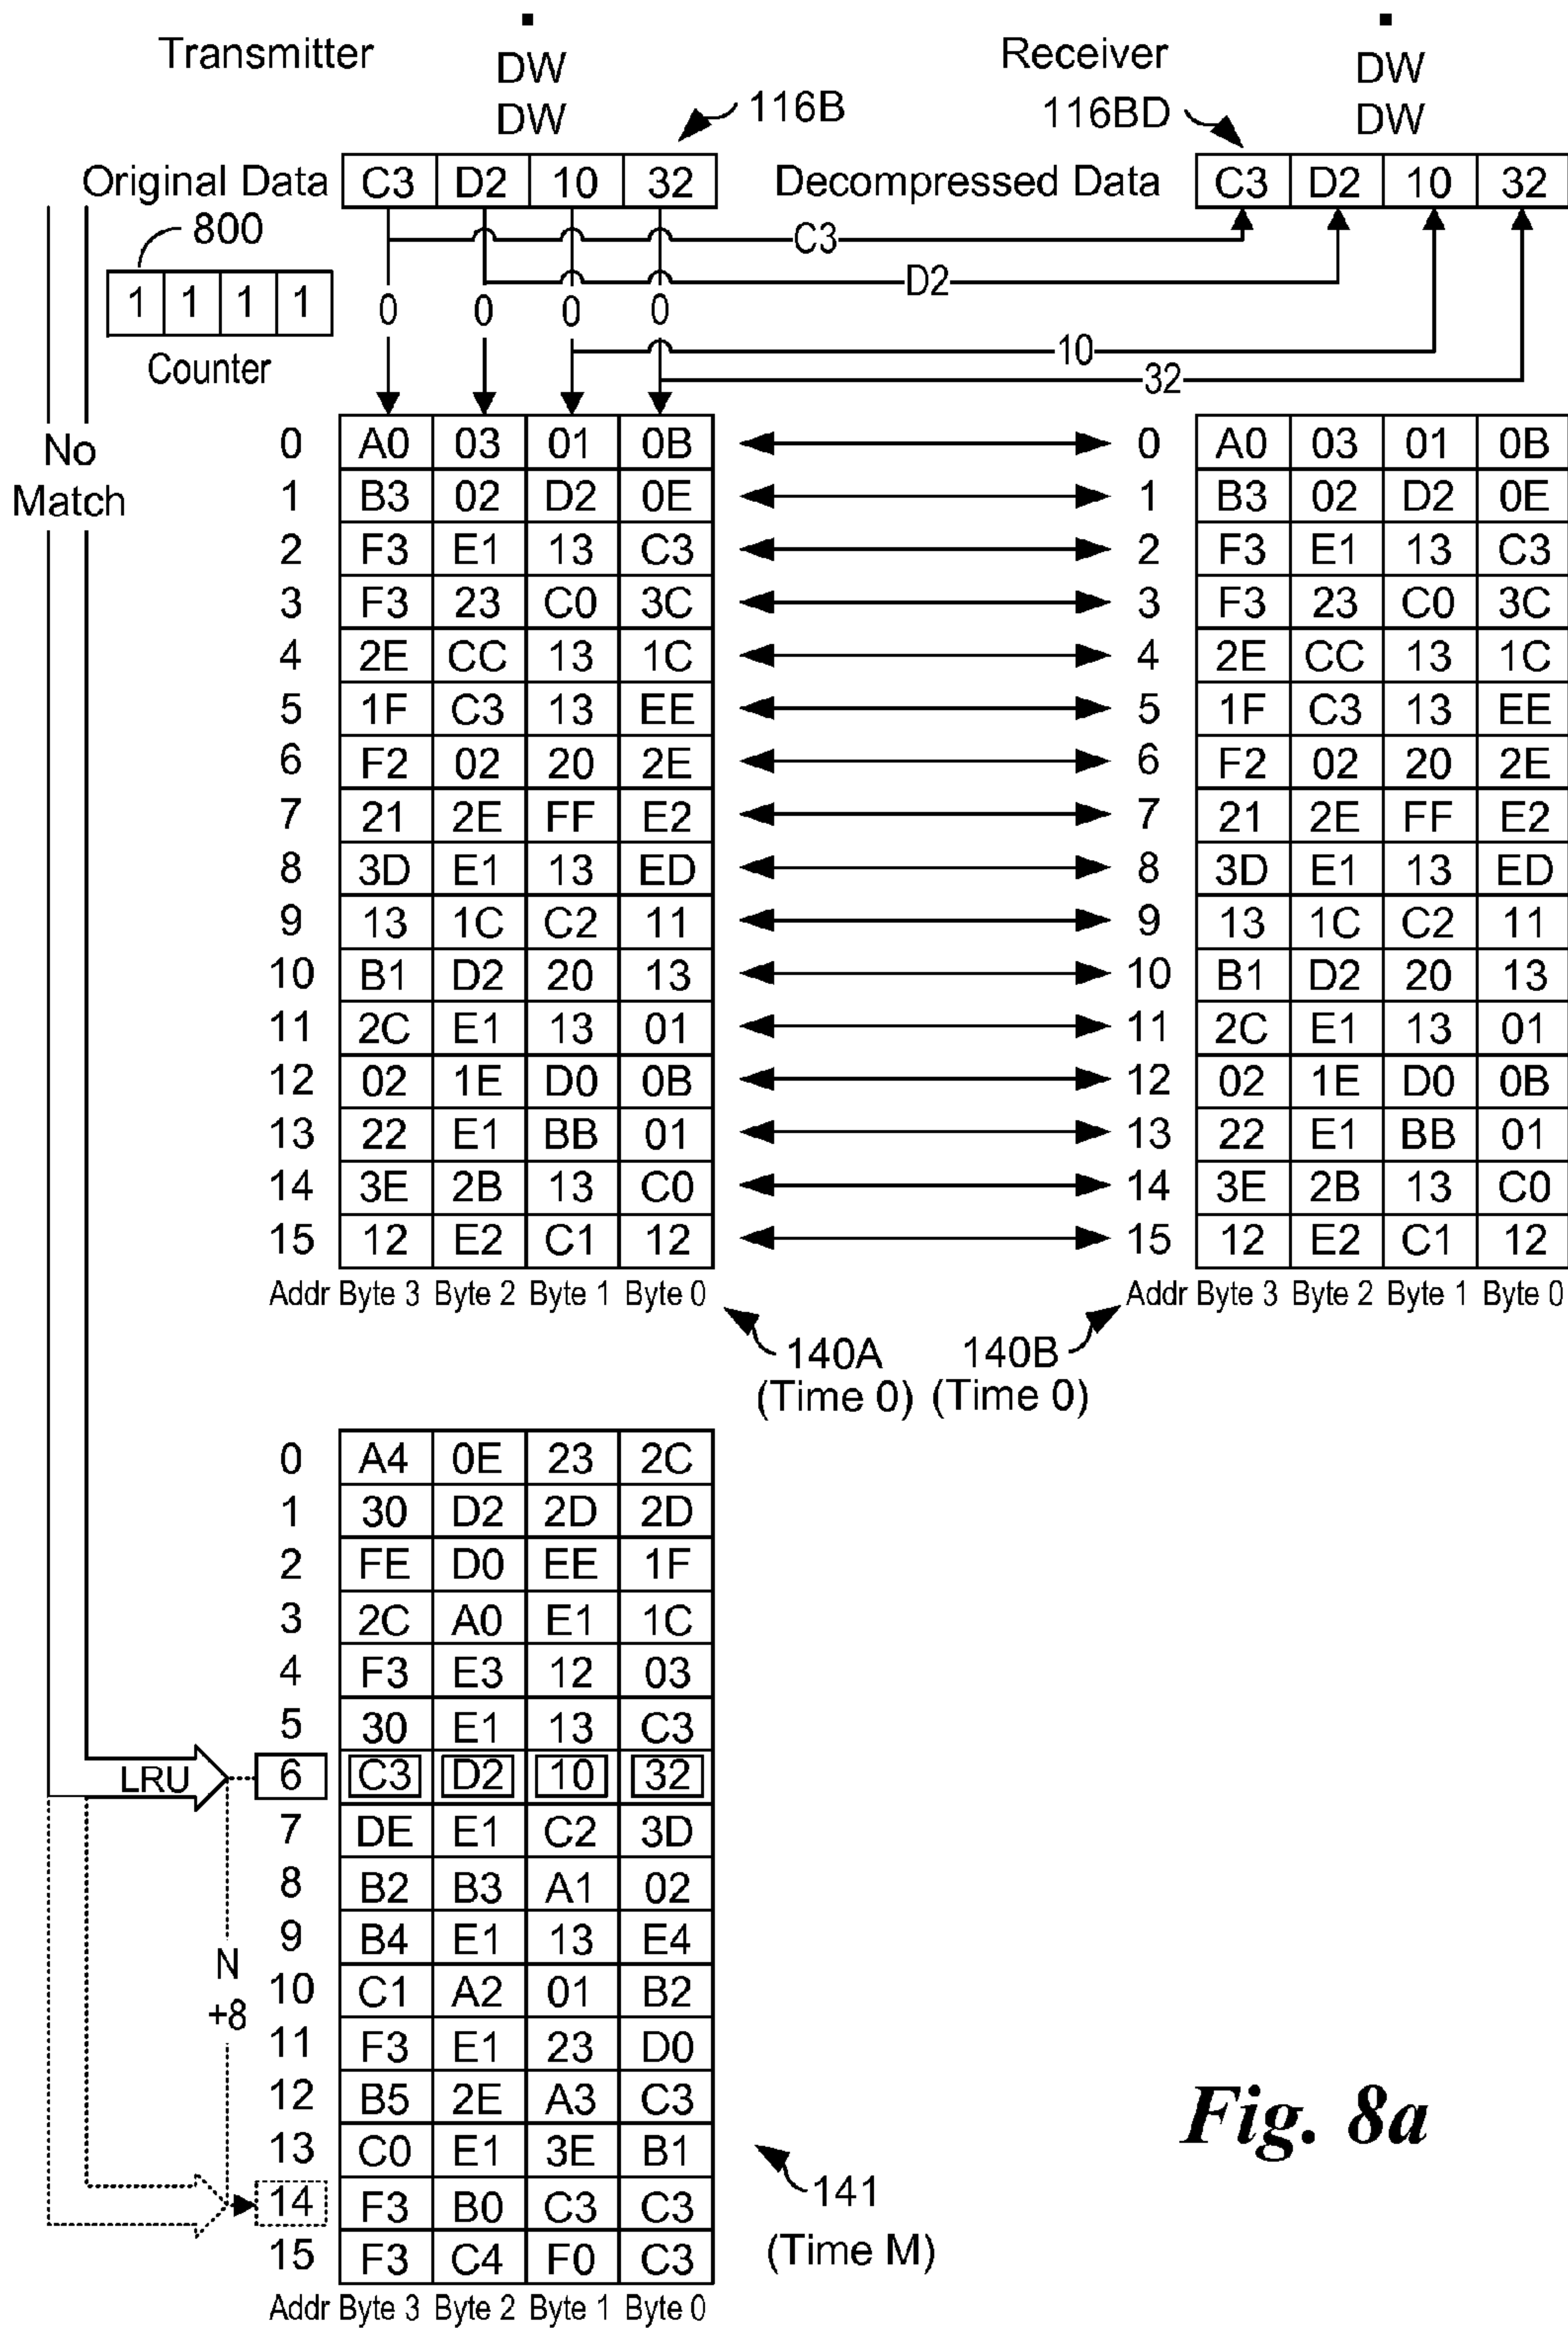 Transmitter DW Receiver DW
DW 116B 116BD DW
Original Data C3 D2 10 32 Decompressed Data C3 D2 10 32
800 C3
1 1 1 1 D2
0 0 0 0
Counter 10
32
No
Match
0 A0 03 01 0B 0 A0 03 01 0B
1 B3 02 D2 0E 1 B3 02 D2 0E
2 F3 E1 13 C3 2 F3 E1 13 C3
3 F3 23 C0 3C 3 F3 23 C0 3C
4 2E CC 13 1C 4 2E CC 13 1C
5 1F C3 13 EE 5 1F C3 13 EE
6 F2 02 20 2E 6 F2 02 20 2E
7 21 2E FF E2 7 21 2E FF E2
8 3D E1 13 ED 8 3D E1 13 ED
9 13 1C C2 11 9 13 1C C2 11
10 B1 D2 20 13 10 B1 D2 20 13
11 2C E1 13 01 11 2C E1 13 01
12 02 1E D0 0B 12 02 1E D0 0B
13 22 E1 BB 01 13 22 E1 BB 01
14 3E 2B 13 C0 14 3E 2B 13 C0
15 12 E2 C1 12 15 12 E2 C1 12
Addr Byte 3 Byte 2 Byte 1 Byte 0 Addr Byte 3 Byte 2 Byte 1 Byte 0
140A 140B
(Time 0) (Time 0)
0 A4 0E 23 2C
1 30 D2 2D 2D
2 FE D0 EE 1F
3 2C A0 E1 1C
4 F3 E3 12 03
5 30 E1 13 C3
LRU 6 C3 D2 10 32
7 DE E1 C2 3D
8 B2 B3 A1 02
9 B4 E1 13 E4
N
10 C1 A2 01 B2
+8
11 F3 E1 23 D0
12 B5 2E A3 C3
13 C0 E1 3E B1
14 F3 B0 C3 C3
141
15 F3 C4 F0 C3
(Time M)
Addr Byte 3 Byte 2 Byte 1 Byte 0
Fig. 8a